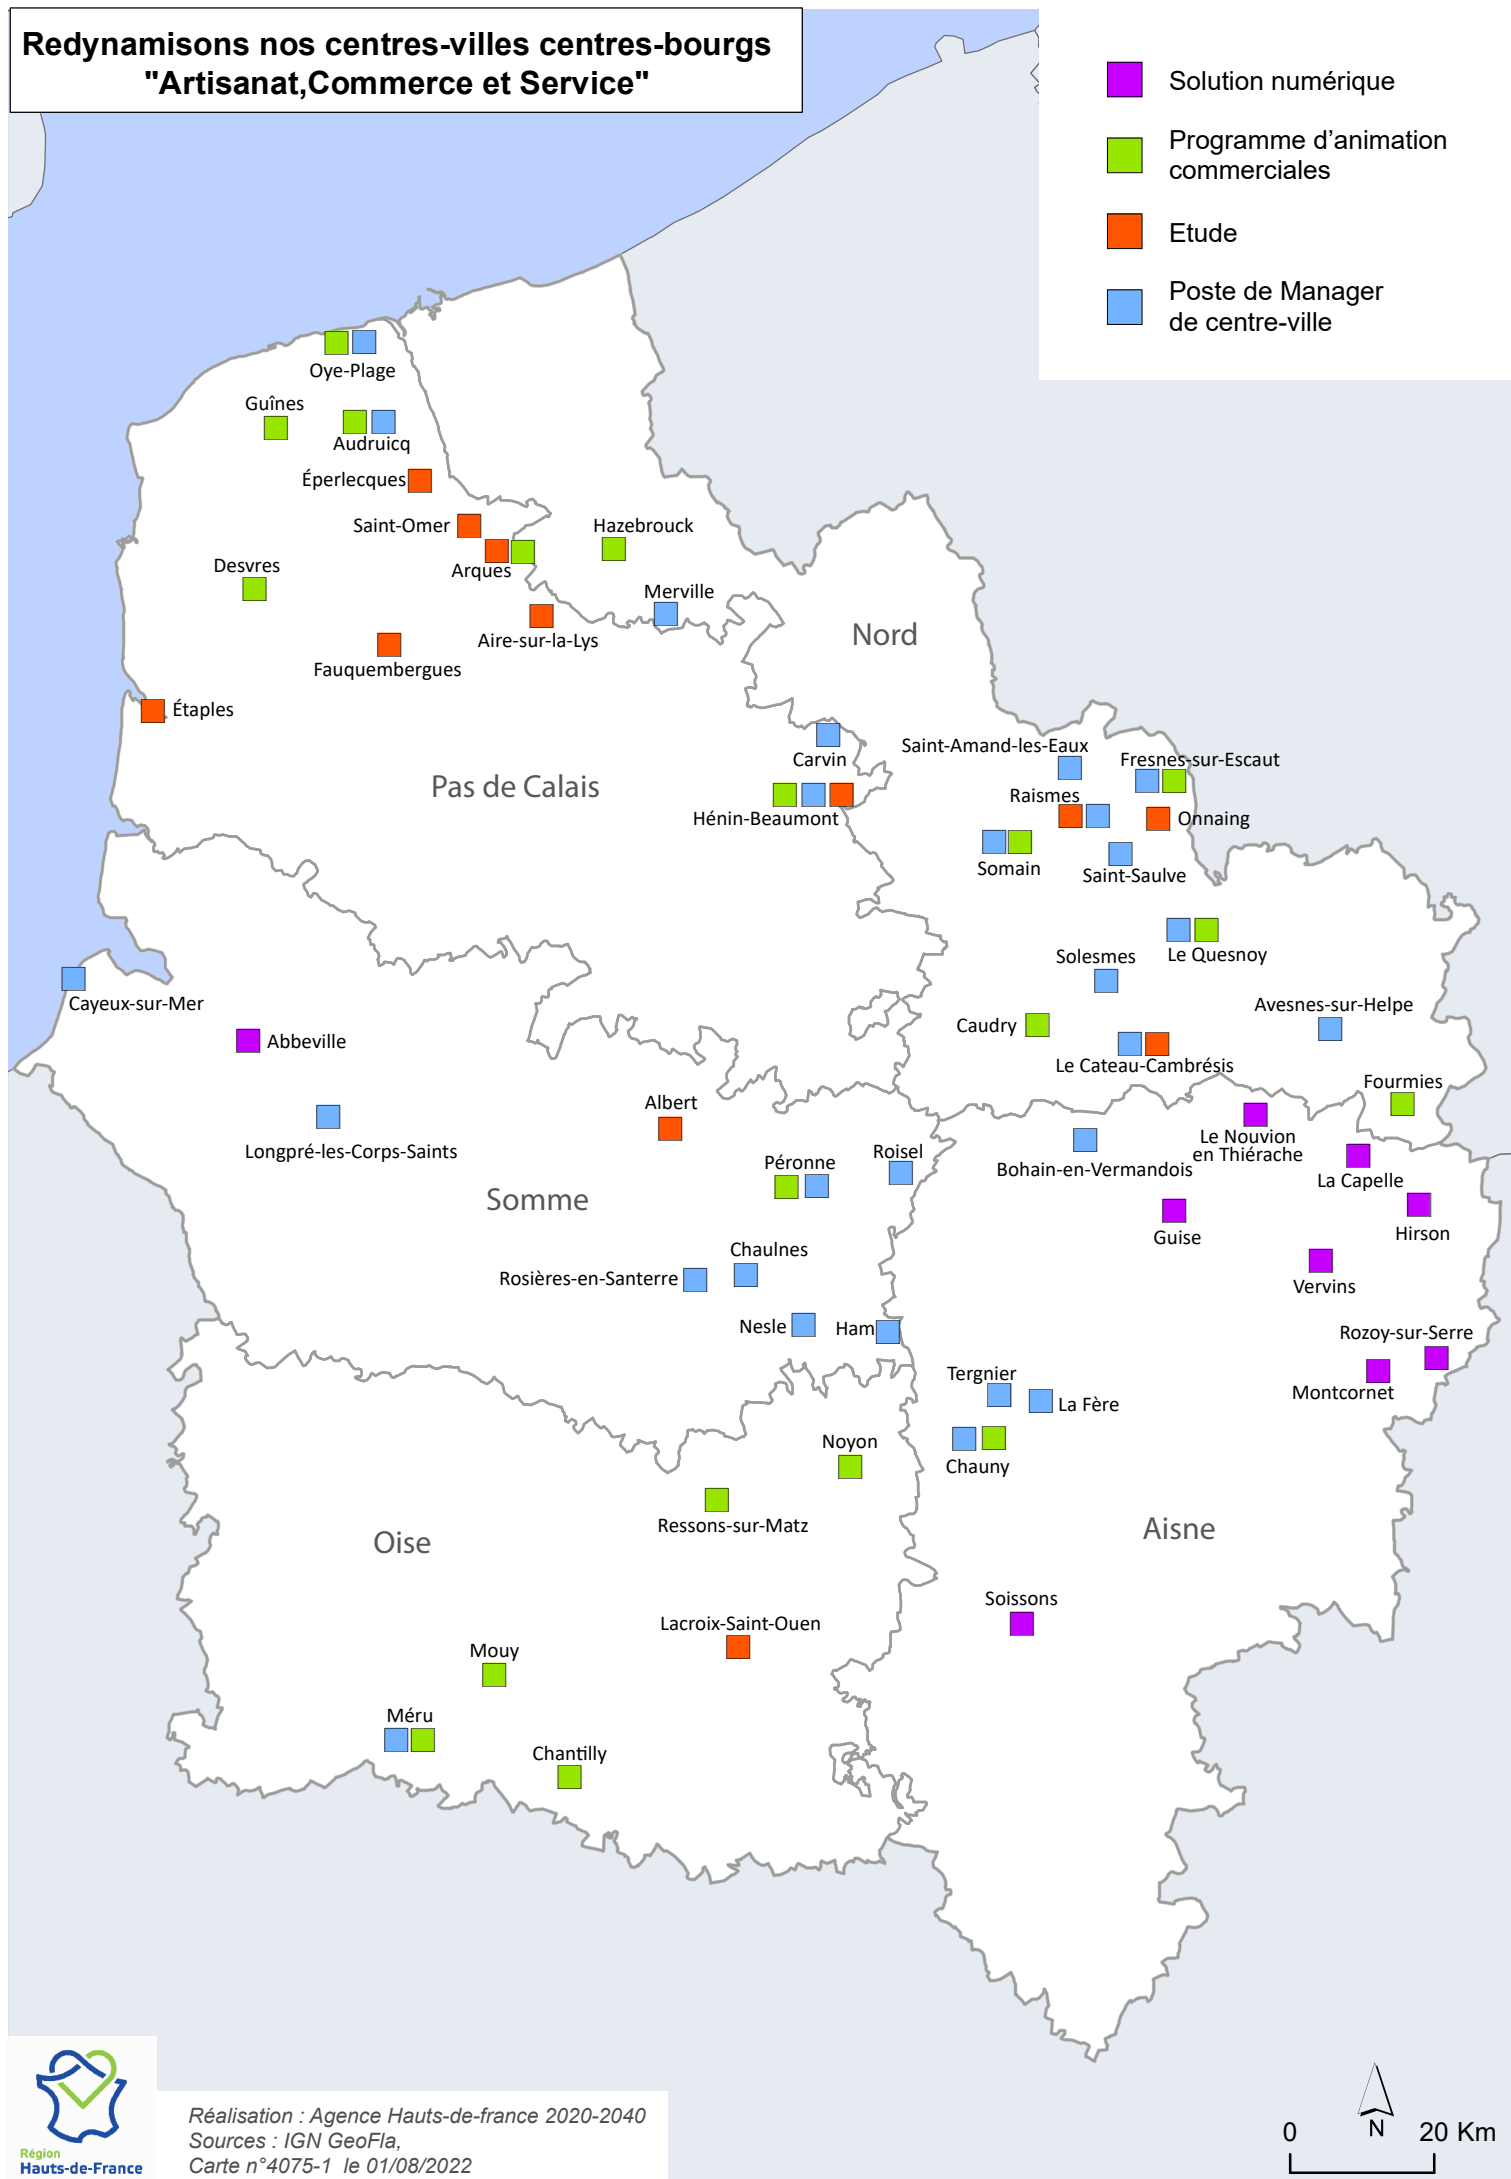 Redynamisons nos centres-villes centres-bourgs
"Artisanat,Commerce et Service"
Solution numérique
Programme d'animation
commerciales
Etude
Poste de Manager
de centre-ville
Oye-Plage
Guînes
Audruicq
Éperlecques
Saint-Omer
Hazebrouck
Arques
Desvres
Merville
Nord
Aire-sur-la-Lys
Fauquembergues
Étaples
Carvin
Saint-Amand-les-Eaux
Fresnes-sur-Escaut
Pas de Calais
Raismes
Hénin-Beaumont
Onnaing
Somain
Saint-Saulve
Le Quesnoy
Solesmes
Cayeux-sur-Mer
Avesnes-sur-Helpe
Caudry
Abbeville
Le Cateau-Cambrésis
Fourmies
Albert
Le Nouvion
en Thiérache
Longpré-les-Corps-Saints
Roisel
Péronne
Bohain-en-Vermandois
La Capelle
Somme
Guise
Hirson
Chaulnes
Rosières-en-Santerre
Vervins
Nesle
Ham
Rozoy-sur-Serre
Tergnier
Montcornet
La Fère
Noyon
Chauny
Ressons-sur-Matz
Oise
Aisne
Soissons
Lacroix-Saint-Ouen
Mouy
Méru
Chantilly
Région
Hauts-de-France
Réalisation : Agence Hauts-de-france 2020-2040
Sources : IGN GeoFla,
Carte n°4075-1 le 01/08/2022
N
0 20 Km